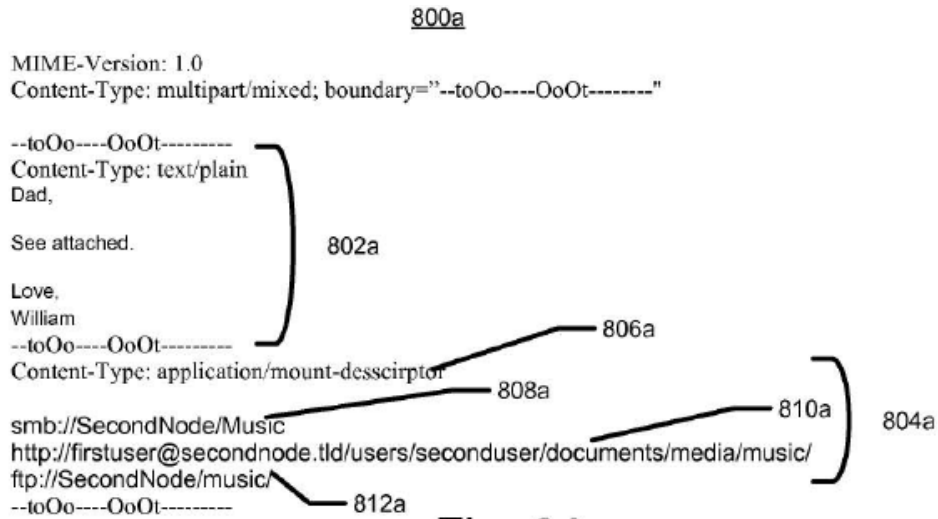 800a
MIME-Version: 1.0
Content-Type: multipart/mixed; boundary=”--toOo----OoOt--------"
--toOo----OoOt---------
Content-Type: text/plain
Dad,
See attached.
802a
Love,
William
--toOo----OoOt---------
806a
Content-Type: application/mount-desscirptor
808a
810a
804a
smb://SecondNode/Music
http://firstuser@secondnode.tld/users/seconduser/documents/media/music/
ftp://SecondNode/music/
812a
--toOo----OoOt---------